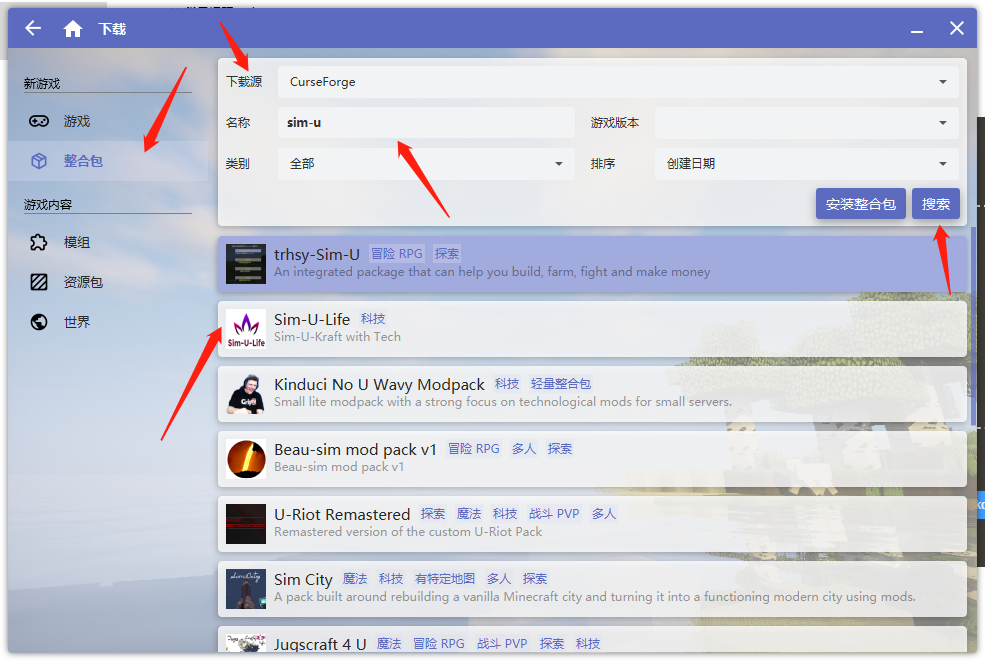 下载
新游戏
游戏
整合包
游戏内容
模组
资源包
世界
下载源 CurseForge
名称 sim-u 游戏版本
类别 全部 排序 创建日期
安装整合包 搜索
trhsy-Sim-U 冒险 RPG 探索
An integrated package that can help you build, farm, fight and make money
Sim-U-Life 科技
Sim-U-Kraft with Tech
Sim-U-Life
Kinduci No U Wavy Modpack 科技 轻量整合包
Small lite modpack with a strong focus on technological mods for small servers.
Beau-sim mod pack v1 冒险 RPG 多人 探索
Beau-sim mod pack v1
U-Riot Remastered 探索 魔法 科技 战斗 PVP 多人
Remastered version of the custom U-Riot Pack
Sim City 魔法 科技 有特定地图 多人 探索
A pack built around rebuilding a vanilla Minecraft city and turning it into a functioning modern city using mods.
Jugscraft 4 U 魔法 冒险 RPG 战斗 PVP 探索 科技